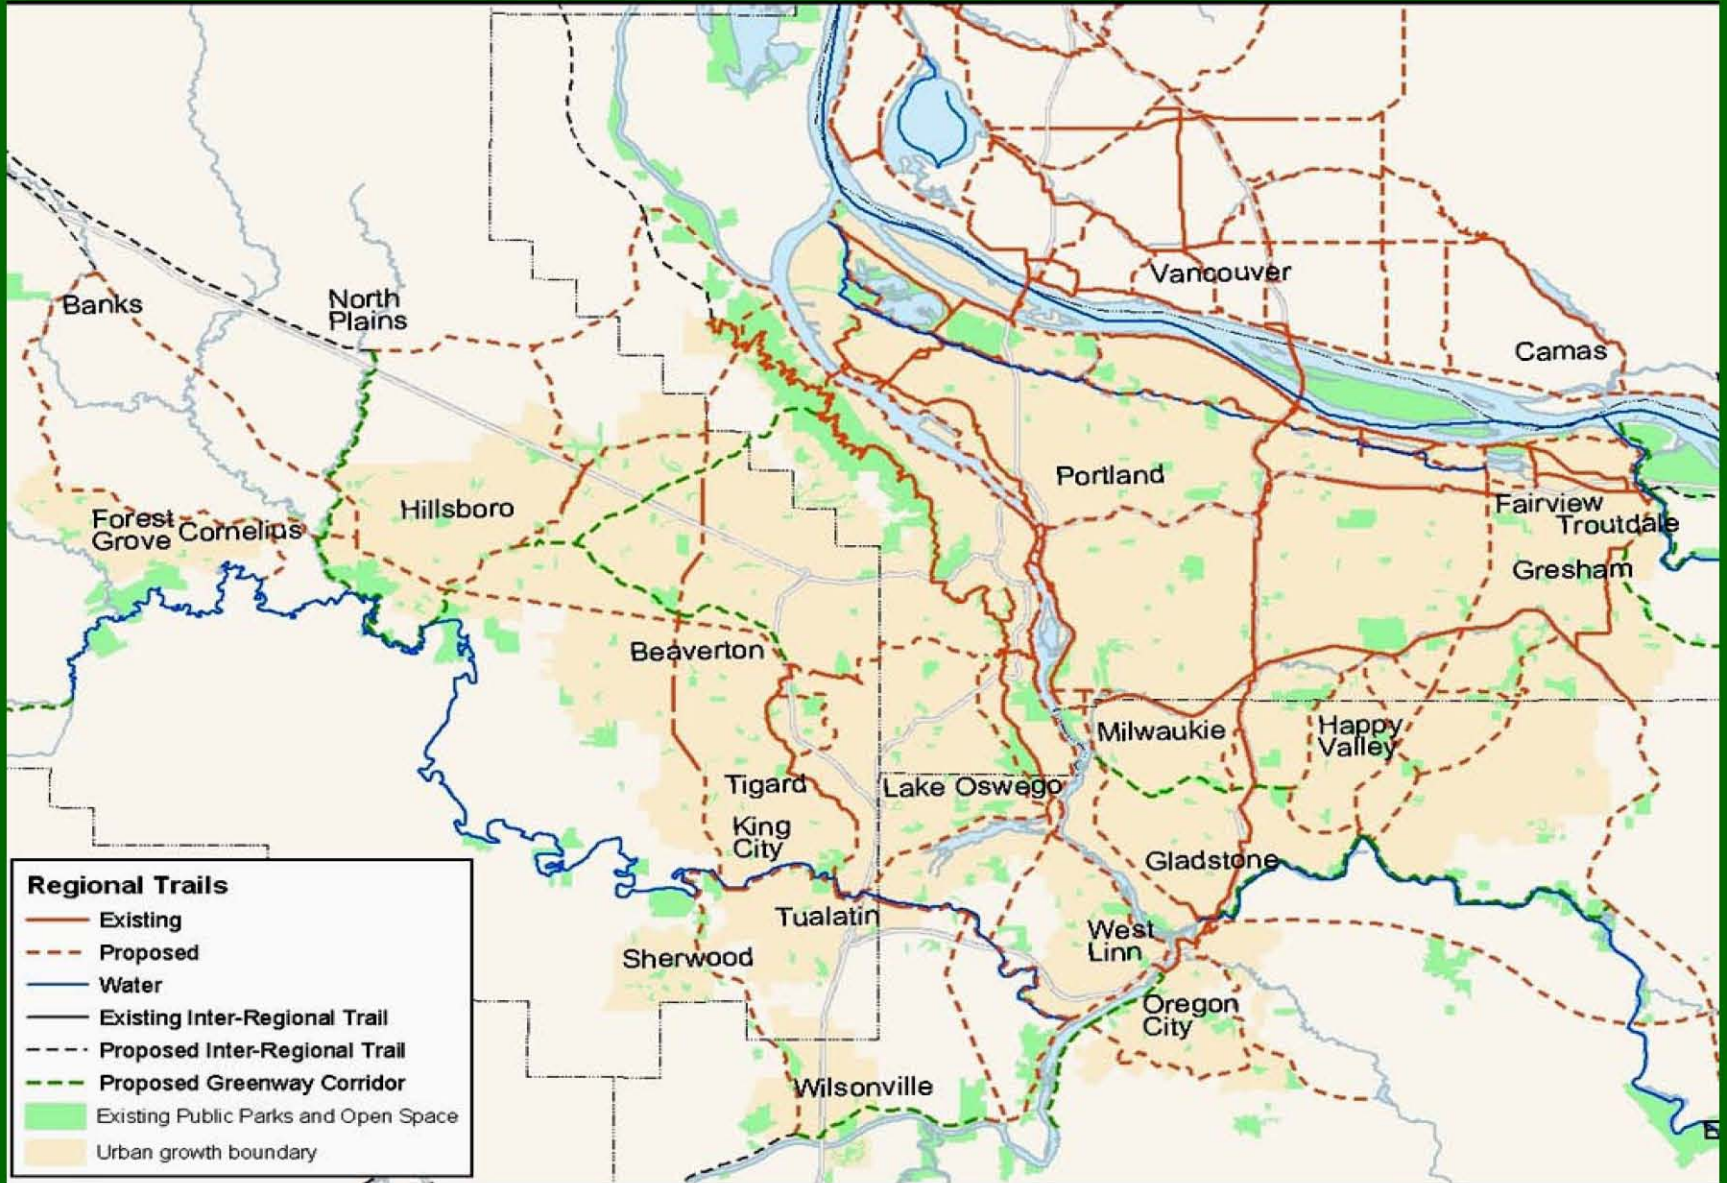 Vancouver
Banks
North
Plains
Camas
Portland
Hillsboro
Fairview
Troutdale
Forest
Grove
Cornelius
Gresham
Beaverton
Milwaukie
Happy
Valley
Tigard
Lake Oswego
King
City
Gladstone
Tualatin
West
Linn
Sherwood
Oregon
City
Wilsonville
Regional Trails
Existing
Proposed
Water
Existing Inter-Regional Trail
Proposed Inter-Regional Trail
Proposed Greenway Corridor
Existing Public Parks and Open Space
Urban growth boundary